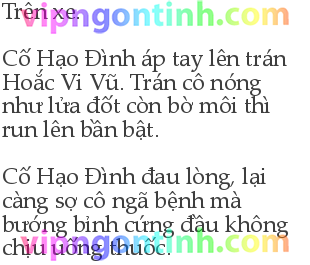 Trên xe.
vipngontinh.com
Cố Hạo Đình áp tay lên trán
Hoắc Vi Vũ. Trán cô nóng
như lửa đốt còn bờ môi thì
run lên bần bật.
Cố Hạo Đình đau lòng, lại
càng sợ cô ngã bệnh mà
bướng bỉnh cứng đầu không
chịu uống thuốc.
vipngontinh.com